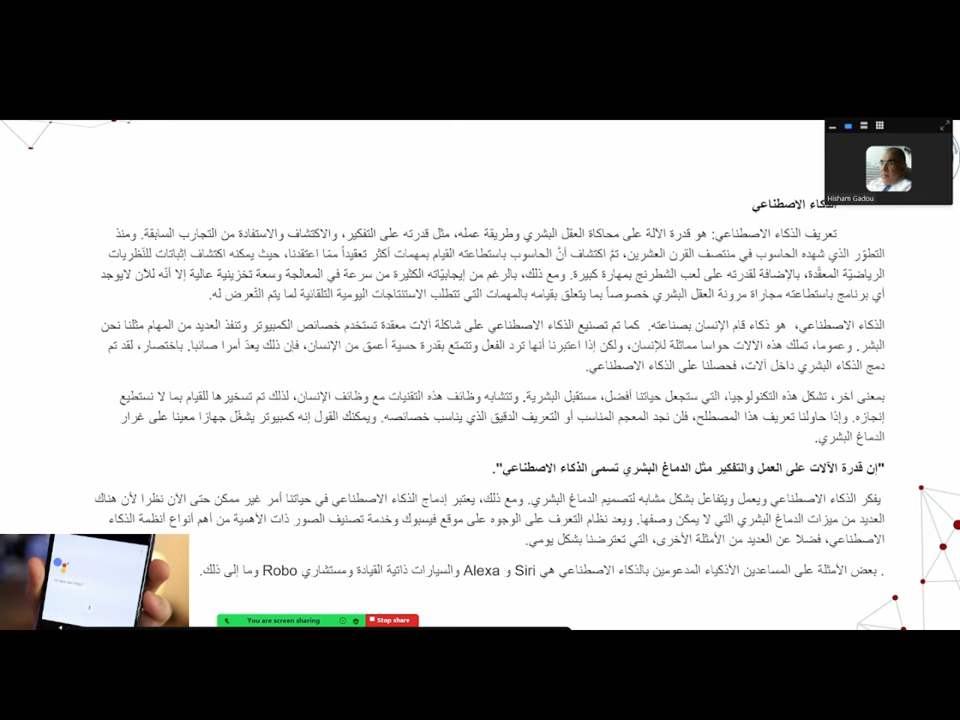 Hisham Gadou
الذكاء الاصطناعي
تعريف الذكاء الاصطناعي: هو قدرة الآلة على محاكاة العقل البشري وطريقة عمله، مثل قدرته على التفكير، والاكتشاف والاستفادة من التجارب السابقة. ومنذ
التطوّر الذي شهده الحاسوب في منتصف القرن العشرين، تمّ اكتشاف أنّ الحاسوب باستطاعته القيام بمهمات أكثر تعقيداً ممّا اعتقدنا، حيث يمكنه اكتشاف إثباتات للنّظريات
الرياضيّة المعقّدة، بالإضافة لقدرته على لعب الشطرنج بمهارة كبيرة. ومع ذلك، بالرغم من إيجابيّاته الكثيرة من سرعة في المعالجة وسعة تخزينية عالية إلا أنّه للآن لايوجد
أي برنامج باستطاعته مجاراة مرونة العقل البشري خصوصاً بما يتعلق بقيامه بالمهمات التي تتطلب الاستنتاجات اليومية التلقائية لما يتم التّعرض له.
الذكاء الاصطناعي، هو ذكاء قام الإنسان بصناعته. كما تم تصنيع الذكاء الاصطناعي على شاكلة آلات معقدة تستخدم خصائص الكمبيوتر وتنفذ العديد من المهام مثلنا نحن
البشر. وعموما، تملك هذه الالات حواسا مماثلة للإنسان، ولكن إذا اعتبرنا أنها ترد الفعل وتتمتع بقدرة حسية أعمق من الإنسان، فإن ذلك يعدّ أمرا صائبا. باختصار، لقد تم
دمج الذكاء البشري داخل آلات، فحصلنا على الذكاء الاصطناعي.
بمعنى آخر، تشكل هذه التكنولوجيا، التي ستجعل حياتنا أفضل، مستقبل البشرية. وتتشابه وظائف هذه التقنيات مع وظائف الإنسان، لذلك تم تسخيرها للقيام بما لا نستطيع
إنجازه. وإذا حاولنا تعريف هذا المصطلح، فلن نجد المعجم المناسب أو التعريف الدقيق الذي يناسب خصائصه. ويمكنك القول إنه كمبيوتر يشغّل جهازا معينا على غرار
الدماغ البشري.
"إن قدرة الآلات على العمل والتفكير مثل الدماغ البشري تسمى الذكاء الاصطناعي".
يفكر الذكاء الاصطناعي ويعمل ويتفاعل بشكل مشابه لتصميم الدماغ البشري. ومع ذلك، يعتبر إدماج الذكاء الاصطناعي في حياتنا أمر غير ممكن حتى الآن نظرا لأن هناك
العديد من ميزات الدماغ البشري التي لا يمكن وصفها. ويعد نظام التعرف على الوجوه على موقع فيسبوك وخدمة تصنيف الصور ذات الأهمية من أهم أنواع أنظمة الذكاء
الاصطناعي، فضلا عن العديد من الأمثلة الأخرى، التي تعترضنا بشكل يومي.
. بعض الأمثلة على المساعدين الأذكياء المدعومين بالذكاء الاصطناعي هي Siri و Alexa والسيارات ذاتية القيادة ومستشاري Robo وما إلى ذلك.
You are screen sharing
Stop share